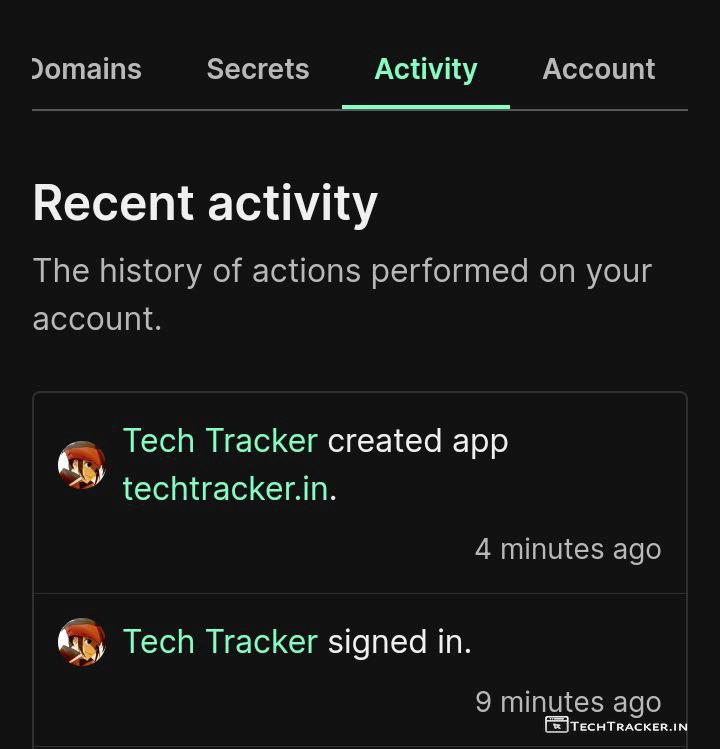 Domains Secrets Activity Account
Recent activity
The history of actions performed on your
account.
Tech Tracker created app
techtracker.in.
4 minutes ago
Tech Tracker signed in.
9 minutes ago
TECHTRACKER.IN